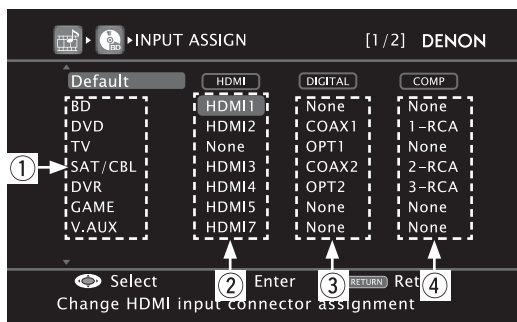 INPUT ASSIGN [1/2] DENON
BD
Default HDMI DIGITAL COMP
BD HDMI1 None None
DVD HDMI2 COAX1 1-RCA
TV None OPT1 None
① SAT/CBL HDMI3 COAX2 2-RCA
DVR HDMI4 OPT2 3-RCA
GAME HDMI5 None None
V.AUX HDMI7 None None
② ③ ④
Select Enter RETURN Ret
Change HDMI input connector assignment